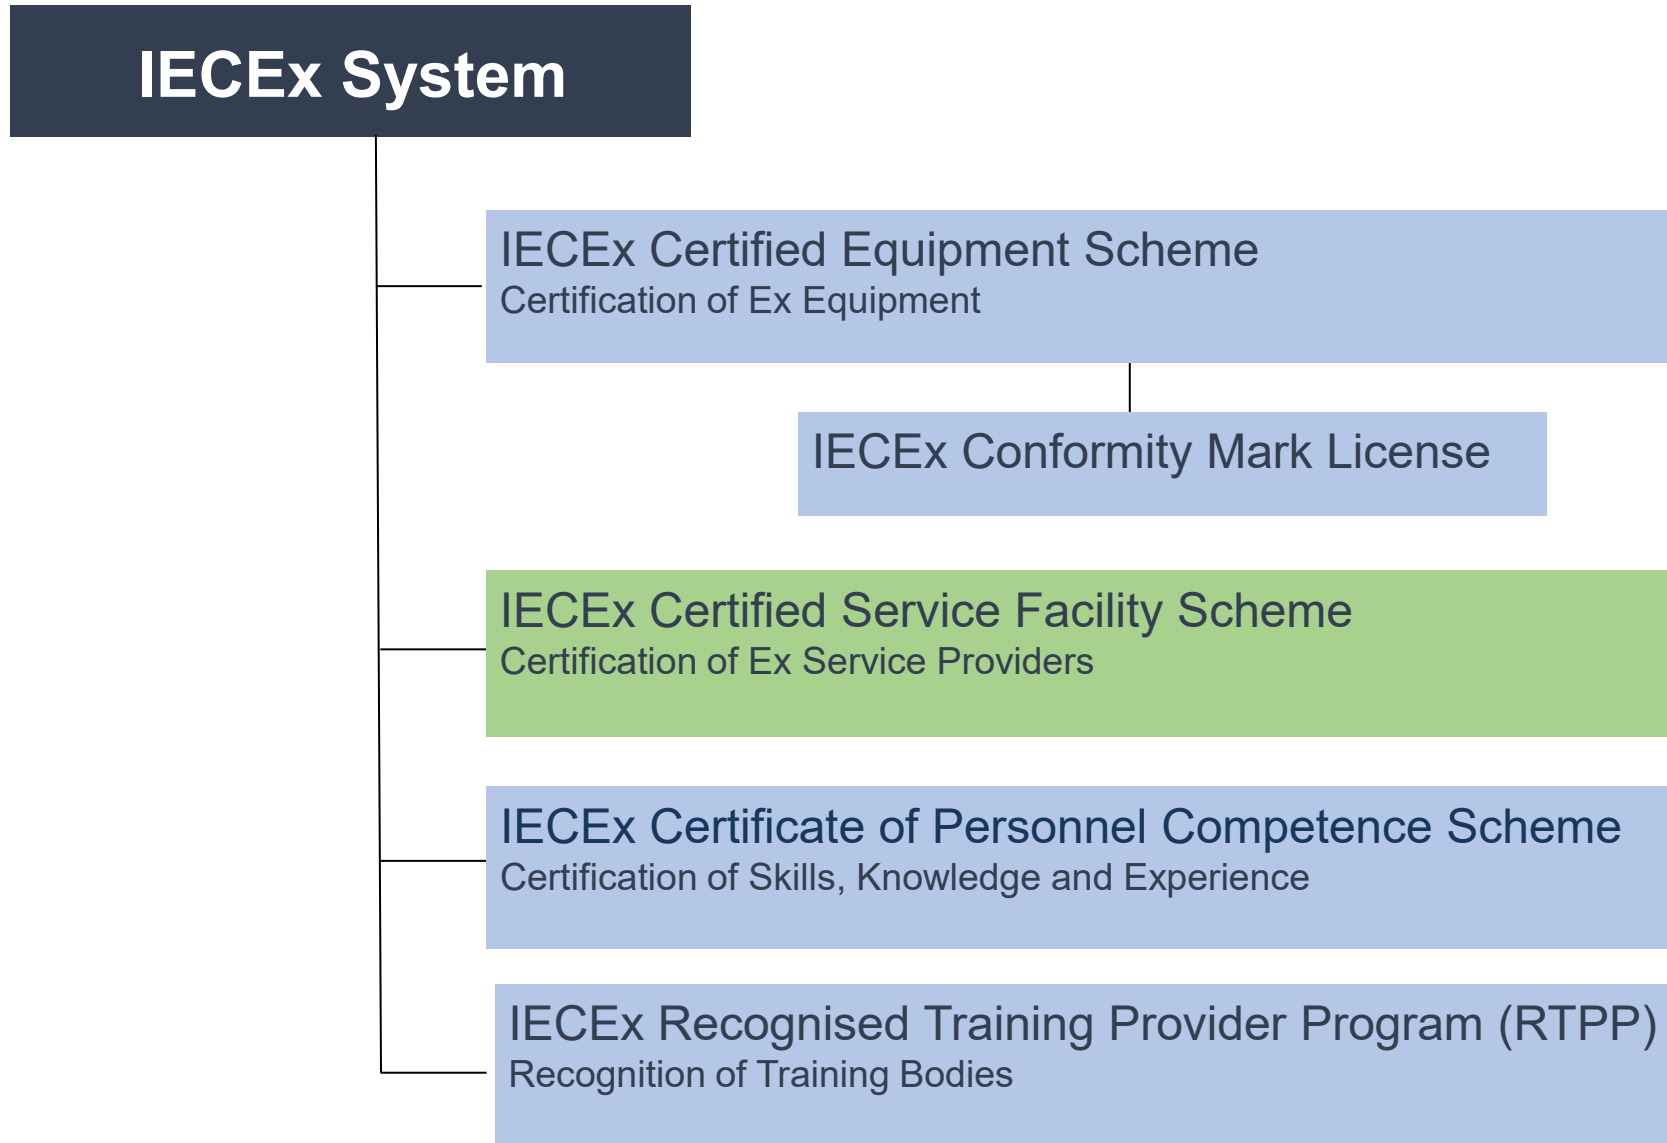 IECEx System
IECEx Certified Equipment Scheme
Certification of Ex Equipment
IECEx Conformity Mark License
IECEx Certified Service Facility Scheme
Certification of Ex Service Providers
IECEx Certificate of Personnel Competence Scheme
Certification of Skills, Knowledge and Experience
IECEx Recognised Training Provider Program (RTPP)
Recognition of Training Bodies